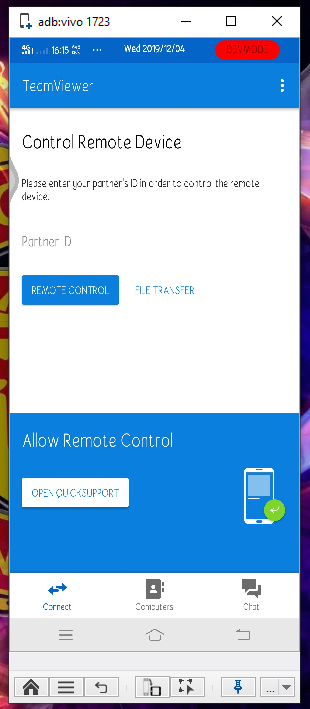 adb:vivo 1723
4G 16:15 Wed 2019/12/04 DEVMODE
TeamViewer
Control Remote Device
Please enter your partner's ID in order to control the remote
device.
Partner ID
REMOTE CONTROL FILE TRANSFER
Allow Remote Control
OPEN QUICKSUPPORT
Connect Computers Chat
...